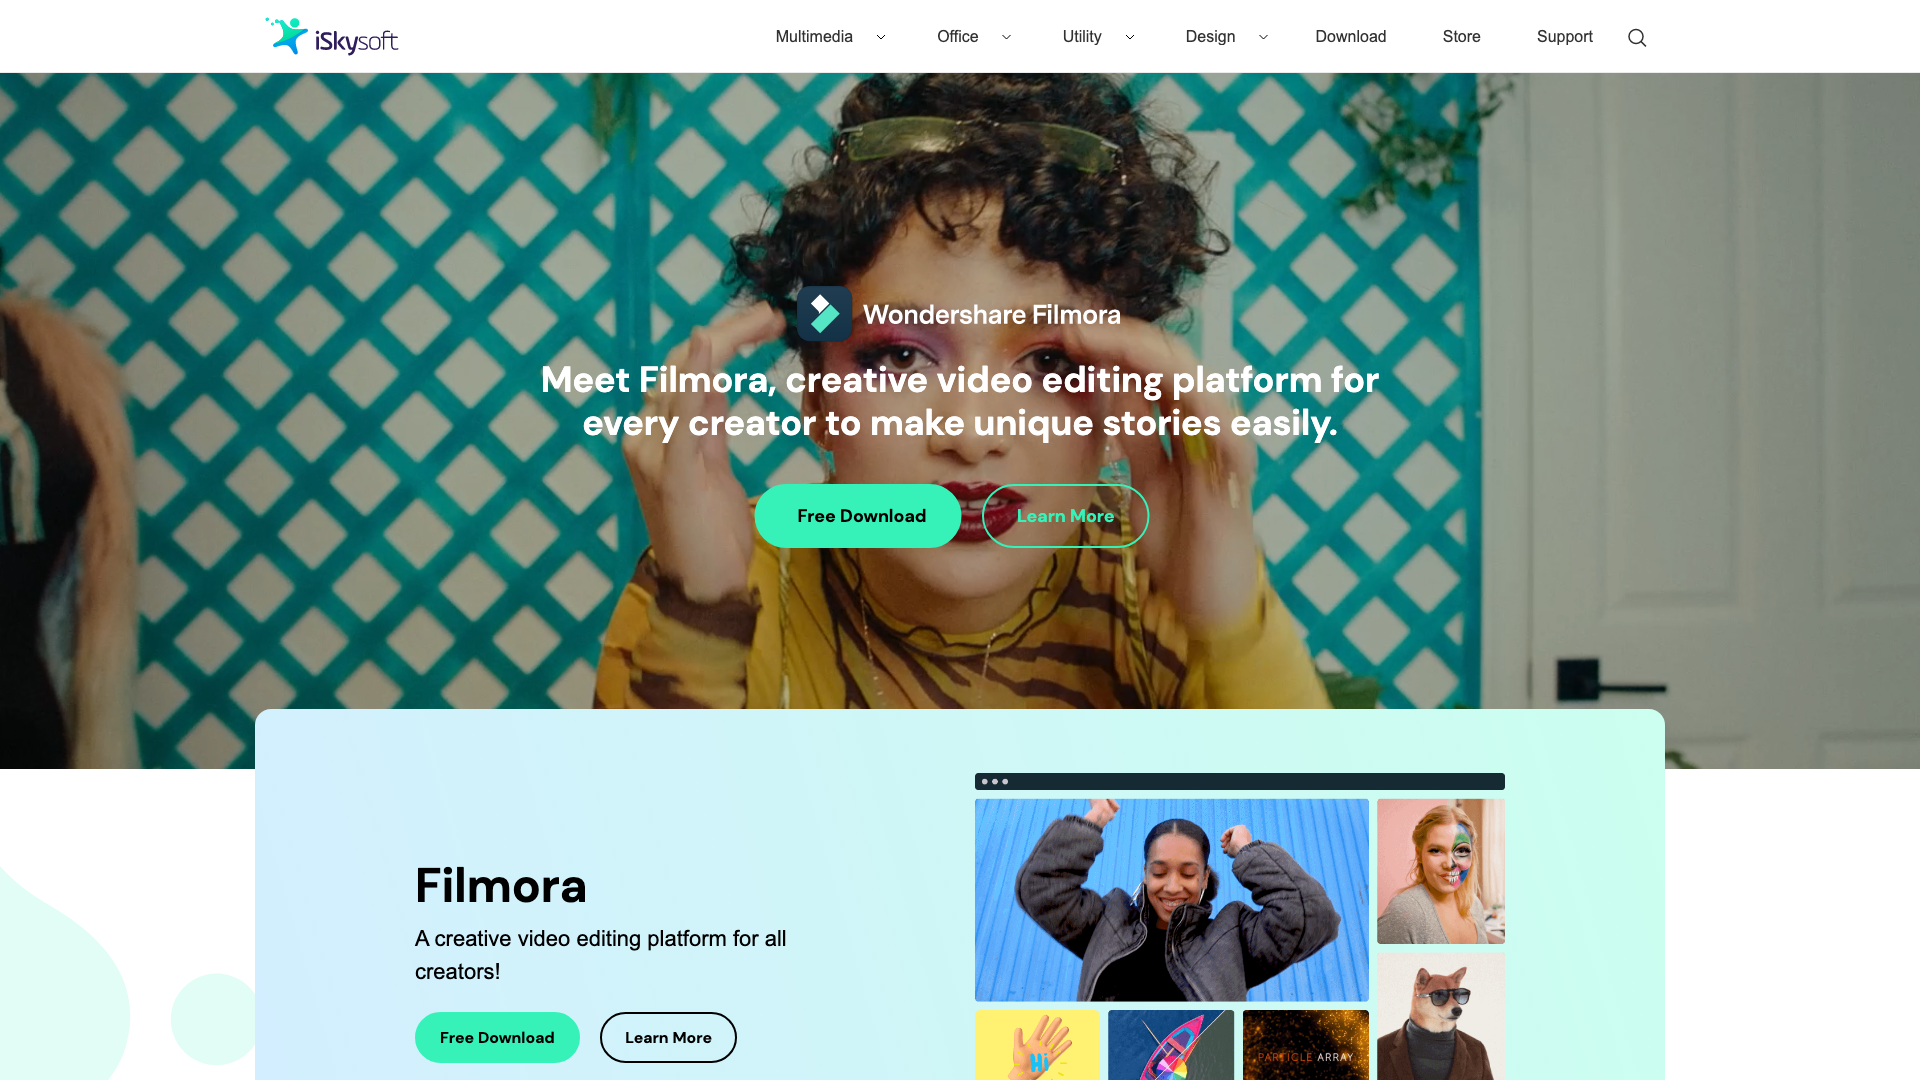 iSkysoft
Multimedia
Office
Utility
Design
Download
Store
Support
Wondershare Filmora
Meet Filmora, creative video editing platform for
every creator to make unique stories easily.
Free Download
Learn More
Filmora
A creative video editing platform for all
creators!
Free Download
Learn More
Hi
PARTICLE ARRAY